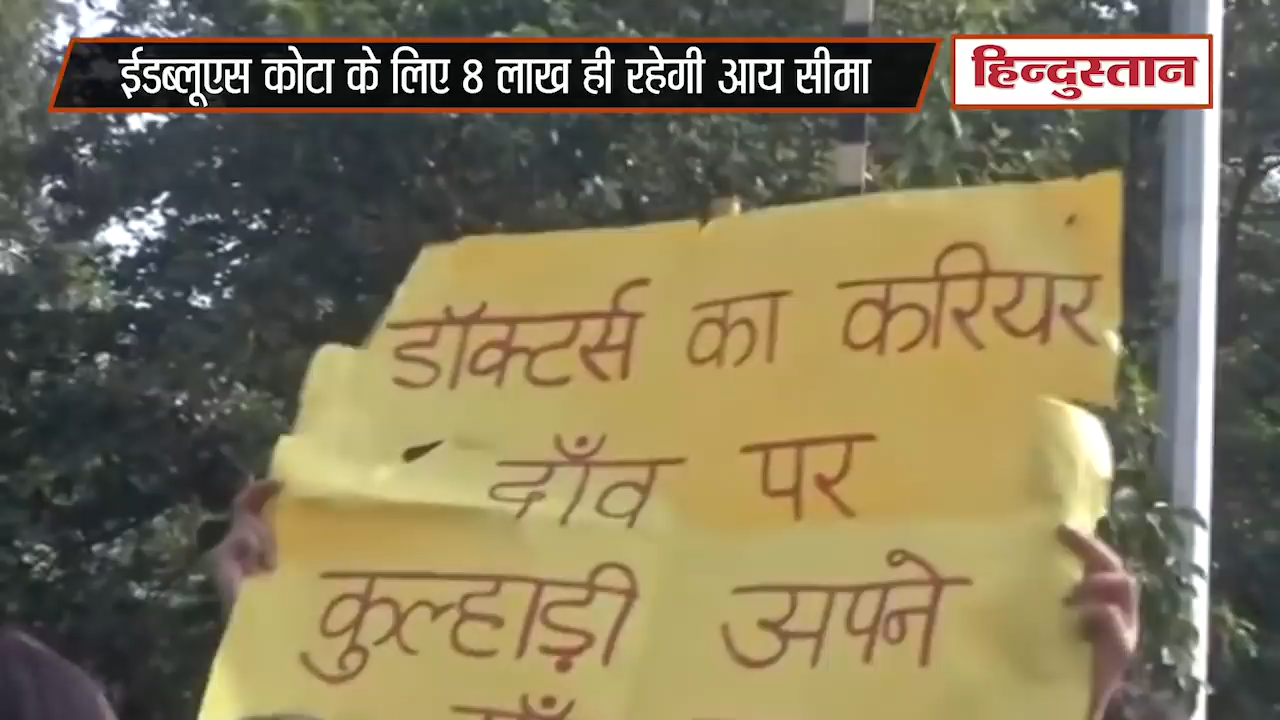 ईडब्लूएस कोटा के लिए 8 लाख ही रहेगी आय सीमा
हिन्दुस्तान
डॉक्टर्स का करियर
दाँव पर
कुल्हाड़ी अपने